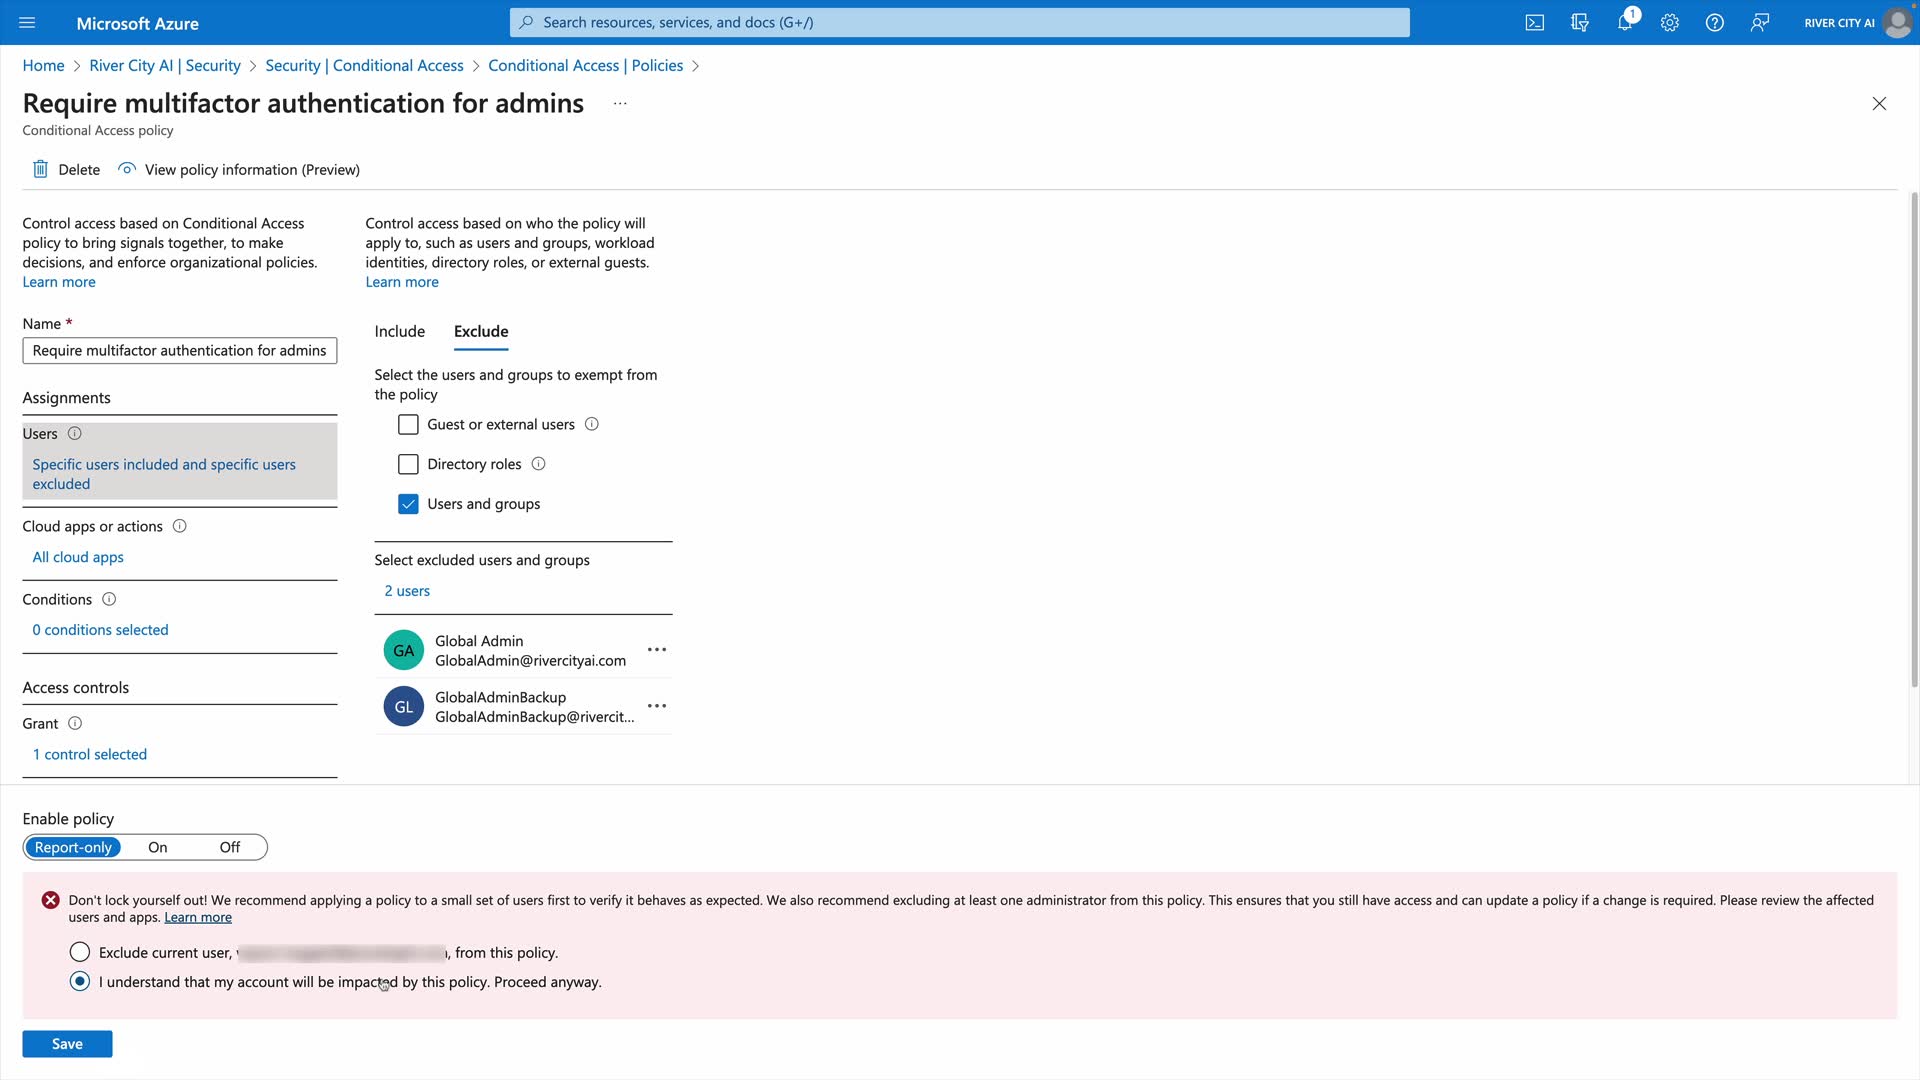 Microsoft Azure
Search resources, services, and docs (G+/)
1
RIVER CITY AI
Home > River City AI | Security > Security | Conditional Access > Conditional Access | Policies >
Require multifactor authentication for admins ...
Conditional Access policy
Delete
View policy information (Preview)
Control access based on Conditional Access
policy to bring signals together, to make
decisions, and enforce organizational policies.
Learn more
Name *
Require multifactor authentication for admins
Assignments
Users
Specific users included and specific users
excluded
Cloud apps or actions
All cloud apps
Conditions
0 conditions selected
Access controls
Grant
1 control selected
Control access based on who the policy will
apply to, such as users and groups, workload
identities, directory roles, or external guests.
Learn more
Include
Exclude
Select the users and groups to exempt from
the policy
Guest or external users
Directory roles
Users and groups
Select excluded users and groups
2 users
GA
Global Admin
GlobalAdmin@rivercityai.com
GL
GlobalAdminBackup
GlobalAdminBackup@rivercit...
Enable policy
Report-only
On
Off
Don't lock yourself out! We recommend applying a policy to a small set of users first to verify it behaves as expected. We also recommend excluding at least one administrator from this policy. This ensures that you still have access and can update a policy if a change is required. Please review the affected
users and apps. Learn more
Exclude current user, , from this policy.
I understand that my account will be impacted by this policy. Proceed anyway.
Save